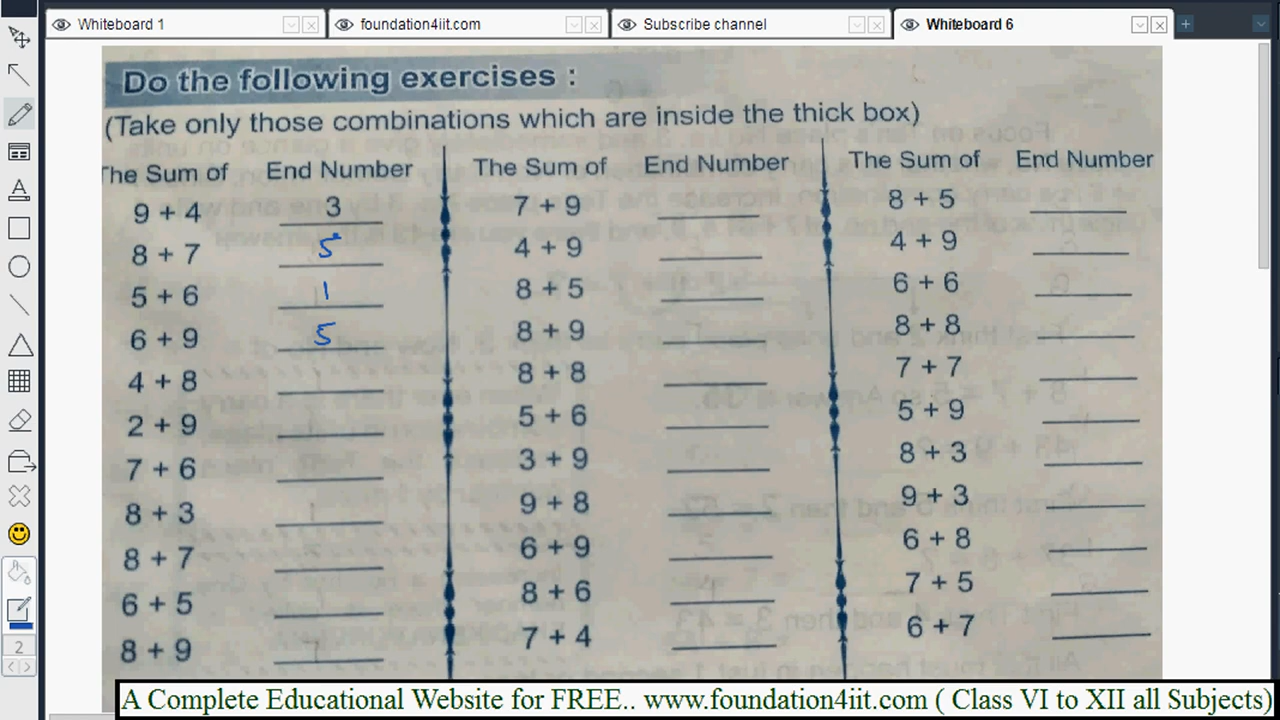 Whiteboard 1
foundation4iit.com
Subscribe channel
Whiteboard 6
Do the following exercises :
(Take only those combinations which are inside the thick box)
The Sum of End Number The Sum of End Number The Sum of End Number
9 + 4 3 7 + 9 8 + 5
8 + 7 5 4 + 9 4 + 9
5 + 6 1 8 + 5 6 + 6
6 + 9 5 8 + 9 8 + 8
4 + 8 8 + 8 7 + 7
2 + 9 5 + 6 5 + 9
7 + 6 3 + 9 8 + 3
8 + 3 9 + 8 9 + 3
8 + 7 6 + 9 6 + 8
6 + 5 8 + 6 7 + 5
8 + 9 7 + 4 6 + 7
2
A Complete Educational Website for FREE.. www.foundation4iit.com ( Class VI to XII all Subjects)